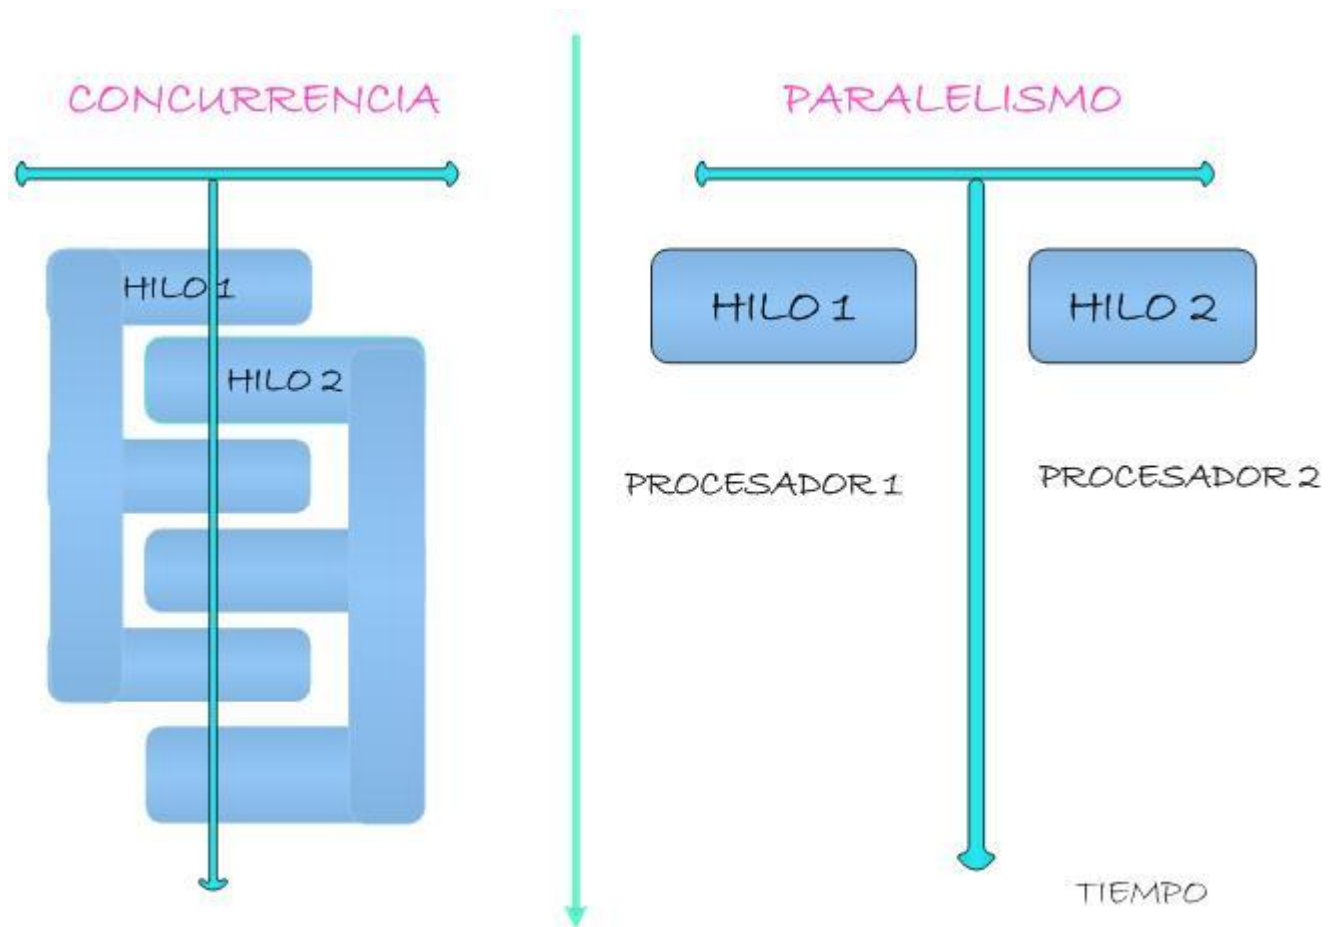 CONCURRENCIA
HILO 1
HILO 2
PARALELISMO
HILO 1
HILO 2
PROCESADOR 1
PROCESADOR 2
TIEMPO